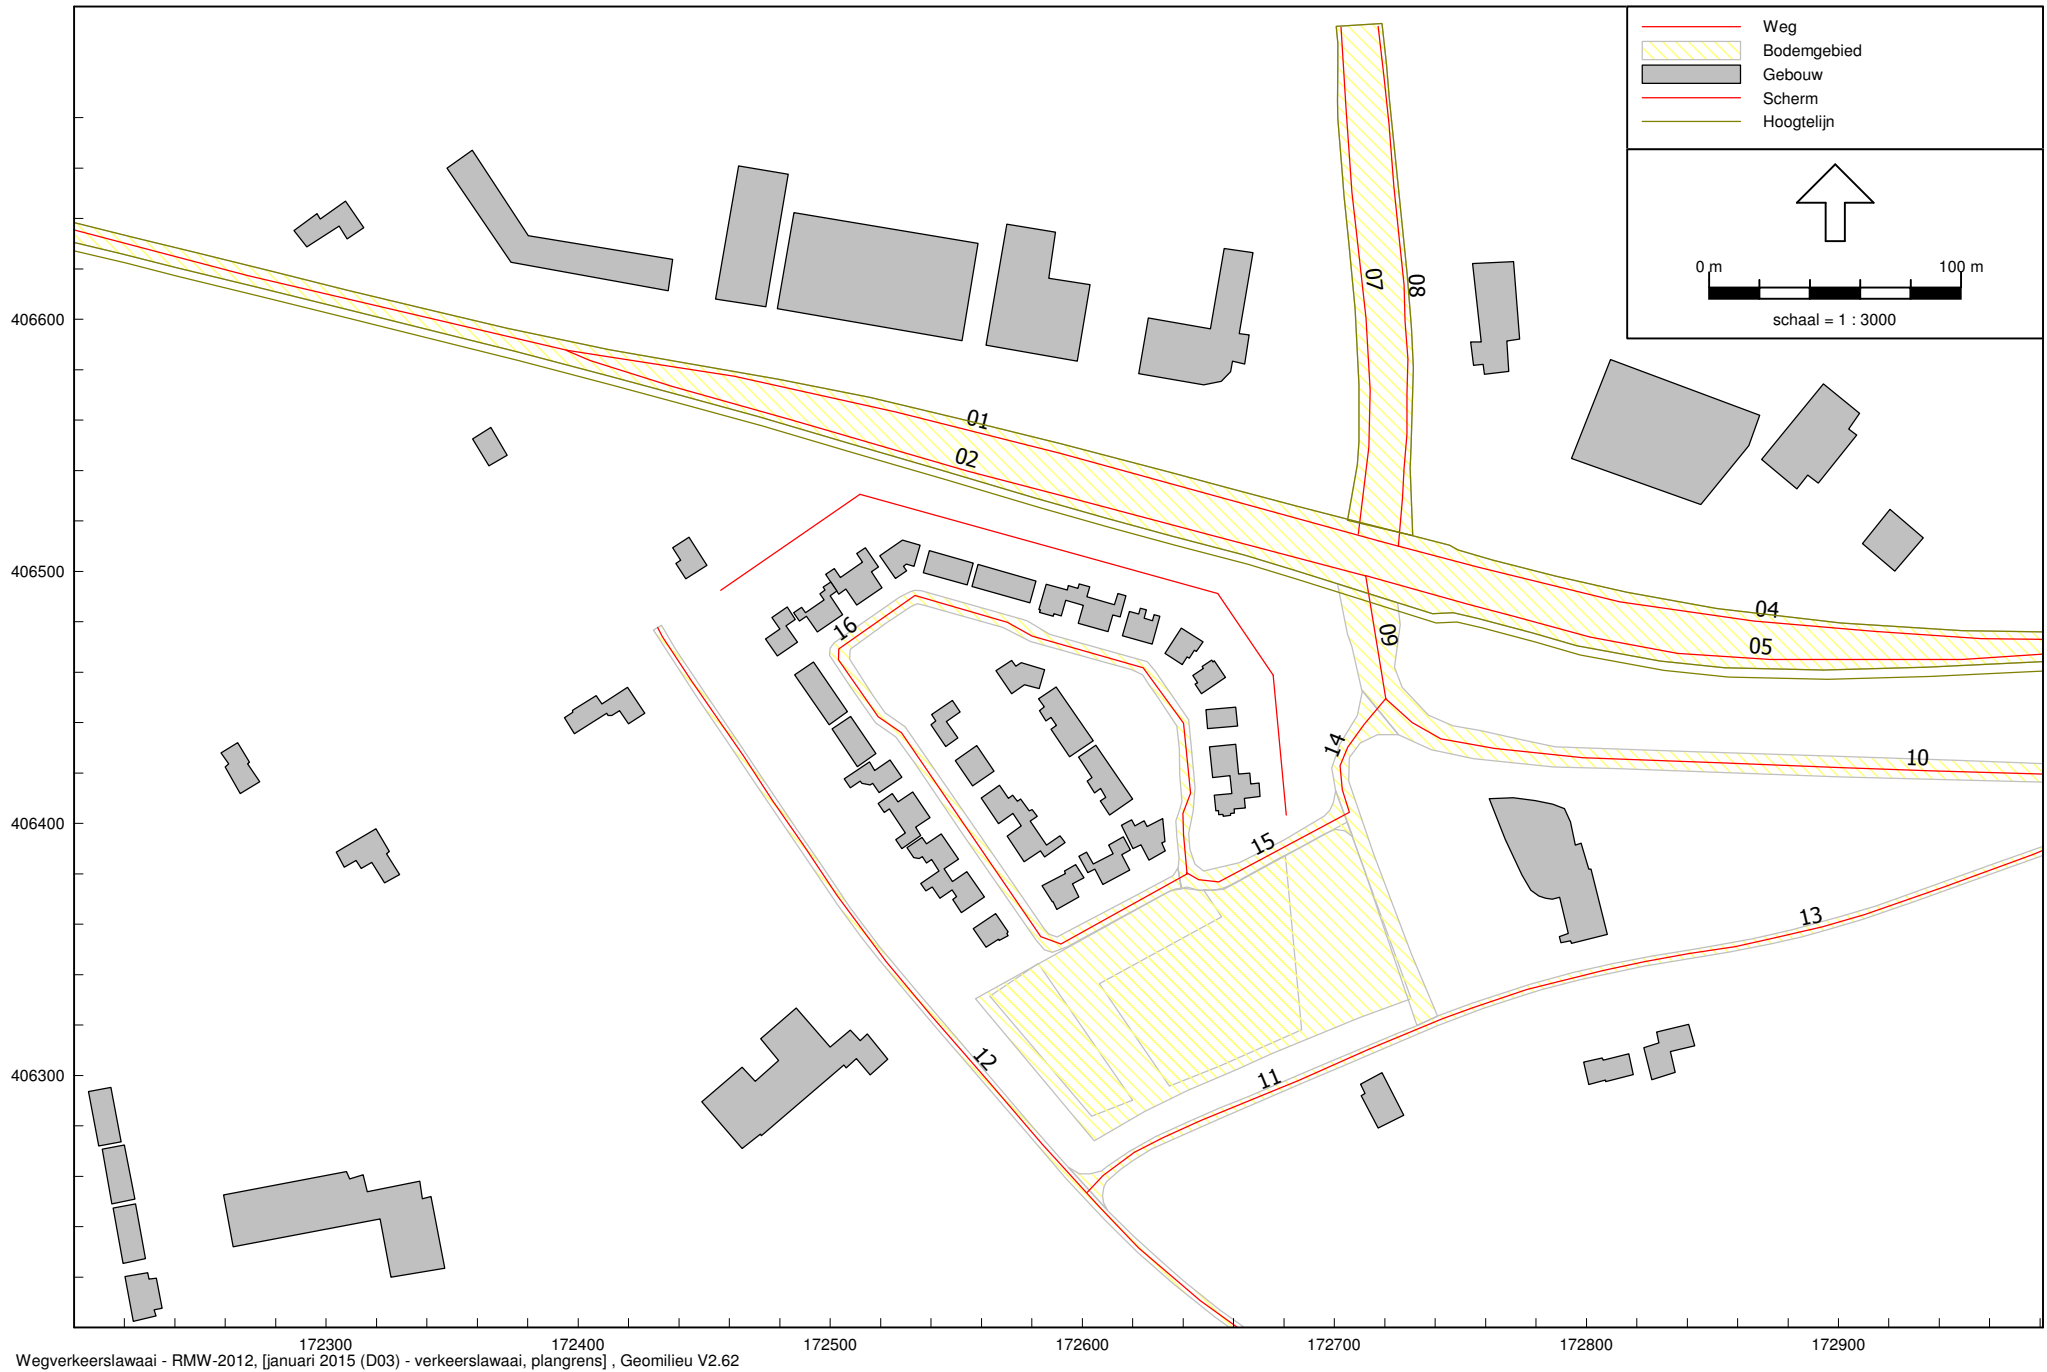 Weg
Bodemgebied
Gebouw
Scherm
Hoogtelijn
0 m 100 m
schaal = 1 : 3000
07
08
406600
01
02
406500
04
05
09
16
14
10
406400
15
13
12
11
406300
172300 172400 172500 172600 172700 172800 172900
Wegverkeerslawaai - RMW-2012, [januari 2015 (D03) - verkeerslawaai, plangrens] , Geomilieu V2.62